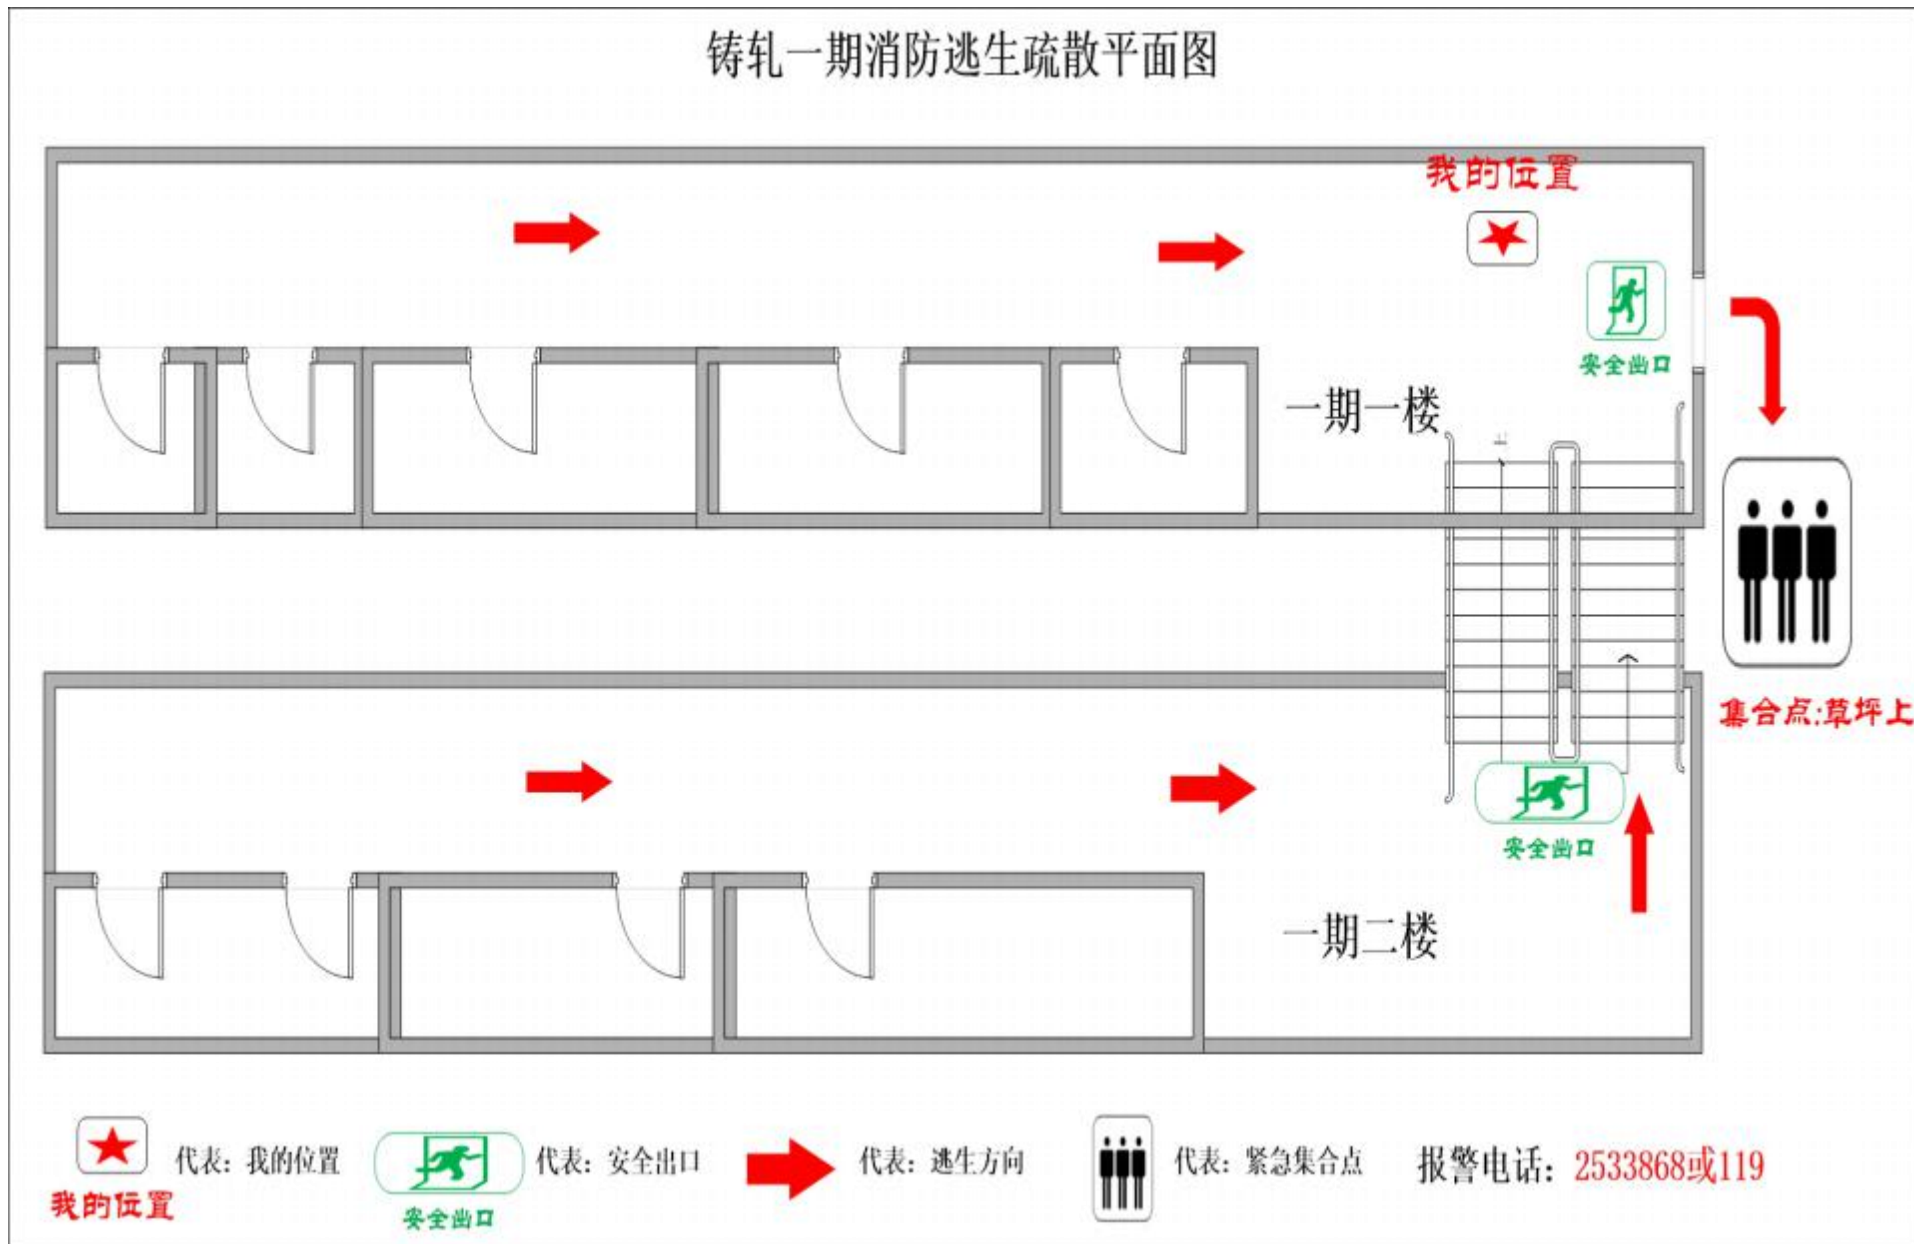 铸轧一期消防逃生疏散平面图
我的位置
安全出口
一期一楼
上
集合点:草坪上
安全出口
一期二楼
代表：我的位置
代表：安全出口
代表：逃生方向
代表：紧急集合点
报警电话：2533868或119
我的位置
安全出口